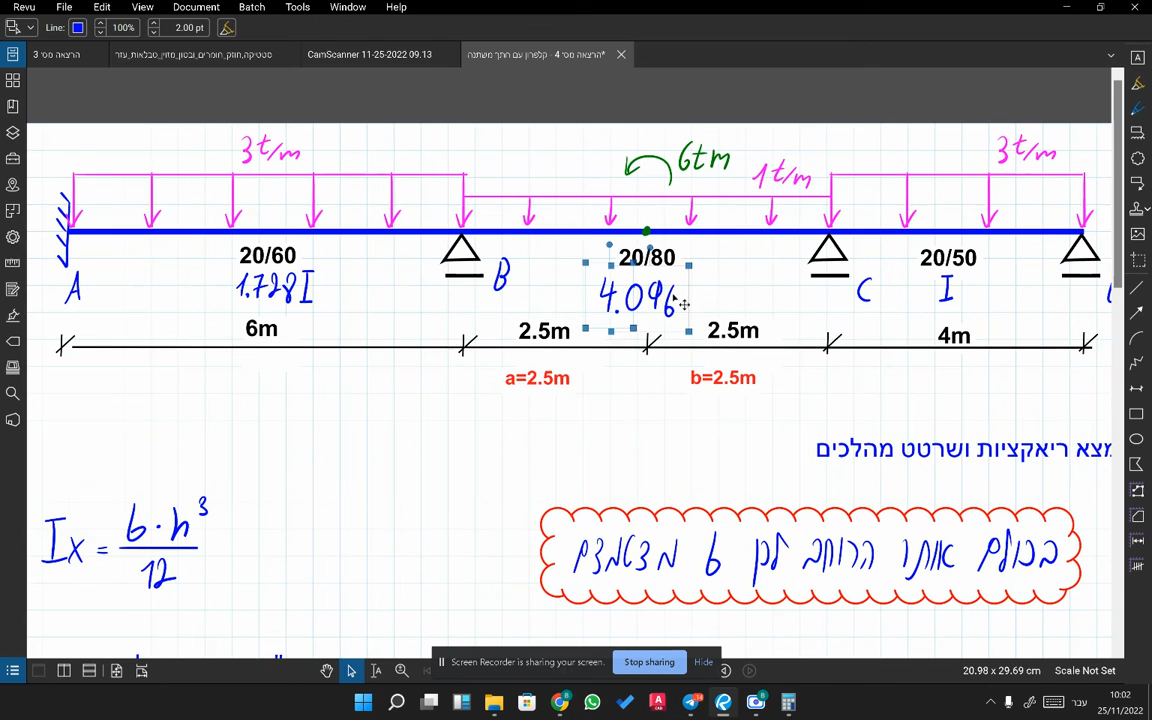 Revu File Edit View Document Batch Tools Window Help
Line: 100% 2.00 pt
הרצאה מס' 3 סטטיקה,חוזק,חומרים,ובטון_מזוין_טבלאות_עזר CamScanner 11-25-2022 09.13 הרצאה מס' 4 - קלפרון עם חתך משתנה*
3t/m 6tm 1t/m 3t/m
20/60 20/80 20/50
A 1.728I B 4.096 C I
6m 2.5m 2.5m 4m
a=2.5m b=2.5m
מצא ריאקציות ושרטט מהלכים
Ix = b·h³/12
בכולם אותו הרוחב לכן b מצטמצם
Screen Recorder is sharing your screen. Stop sharing Hide
20.98 x 29.69 cm Scale Not Set
עבר 10:02
25/11/2022